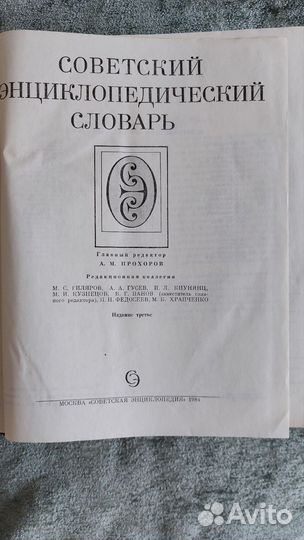 СОВЕТСКИЙ
ЭНЦИКЛОПЕДИЧЕСКИЙ
СЛОВАРЬ
Главный редактор
А. М. ПРОХОРОВ
Редакционная коллегия
М. С. ГИЛЯРОВ, А. А. ГУСЕВ, И. Л. КНУНЯНЦ,
М. И. КУЗНЕЦОВ, В. Г. ПАНОВ (заместитель глав-
ного редактора), П. Н. ФЕДОСЕЕВ, М. Б. ХРАПЧЕНКО
Издание третье
СЭ
МОСКВА «СОВЕТСКАЯ ЭНЦИКЛОПЕДИЯ» 1984
Avito